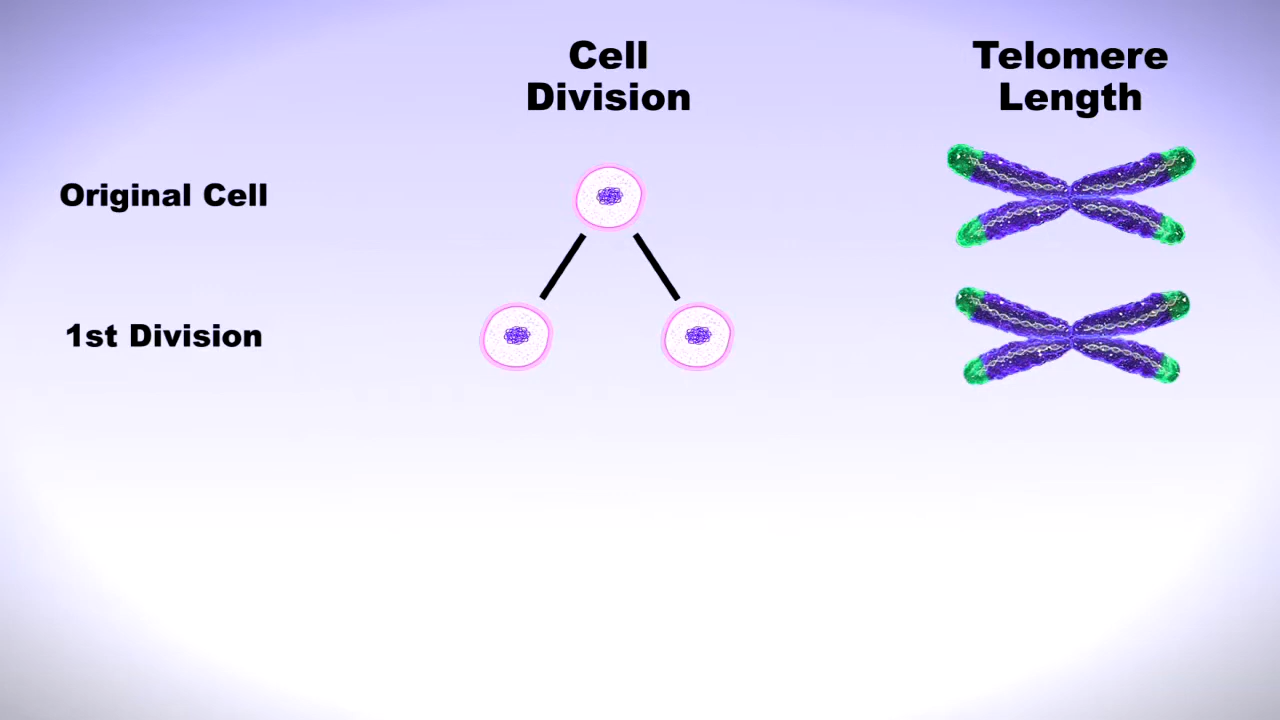 Cell
Division
Telomere
Length
Original Cell
1st Division